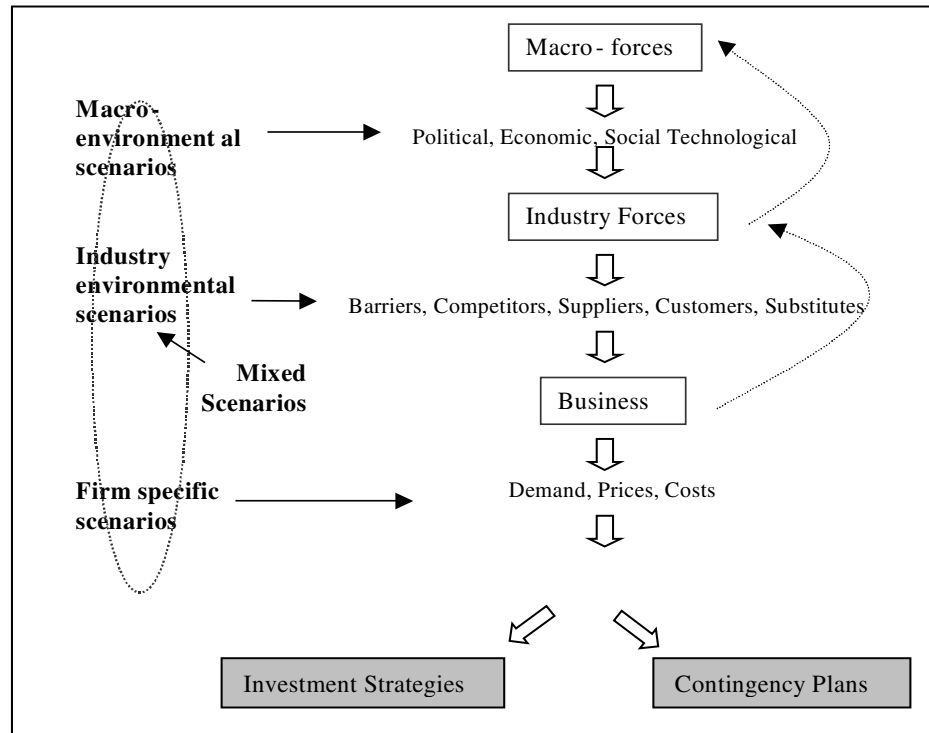 Macro - forces
Macro -
environment al
scenarios
Political, Economic, Social Technological
Industry Forces
Industry
environmental
scenarios
Barriers, Competitors, Suppliers, Customers, Substitutes
Mixed
Scenarios
Business
Firm specific
scenarios
Demand, Prices, Costs
Investment Strategies
Contingency Plans